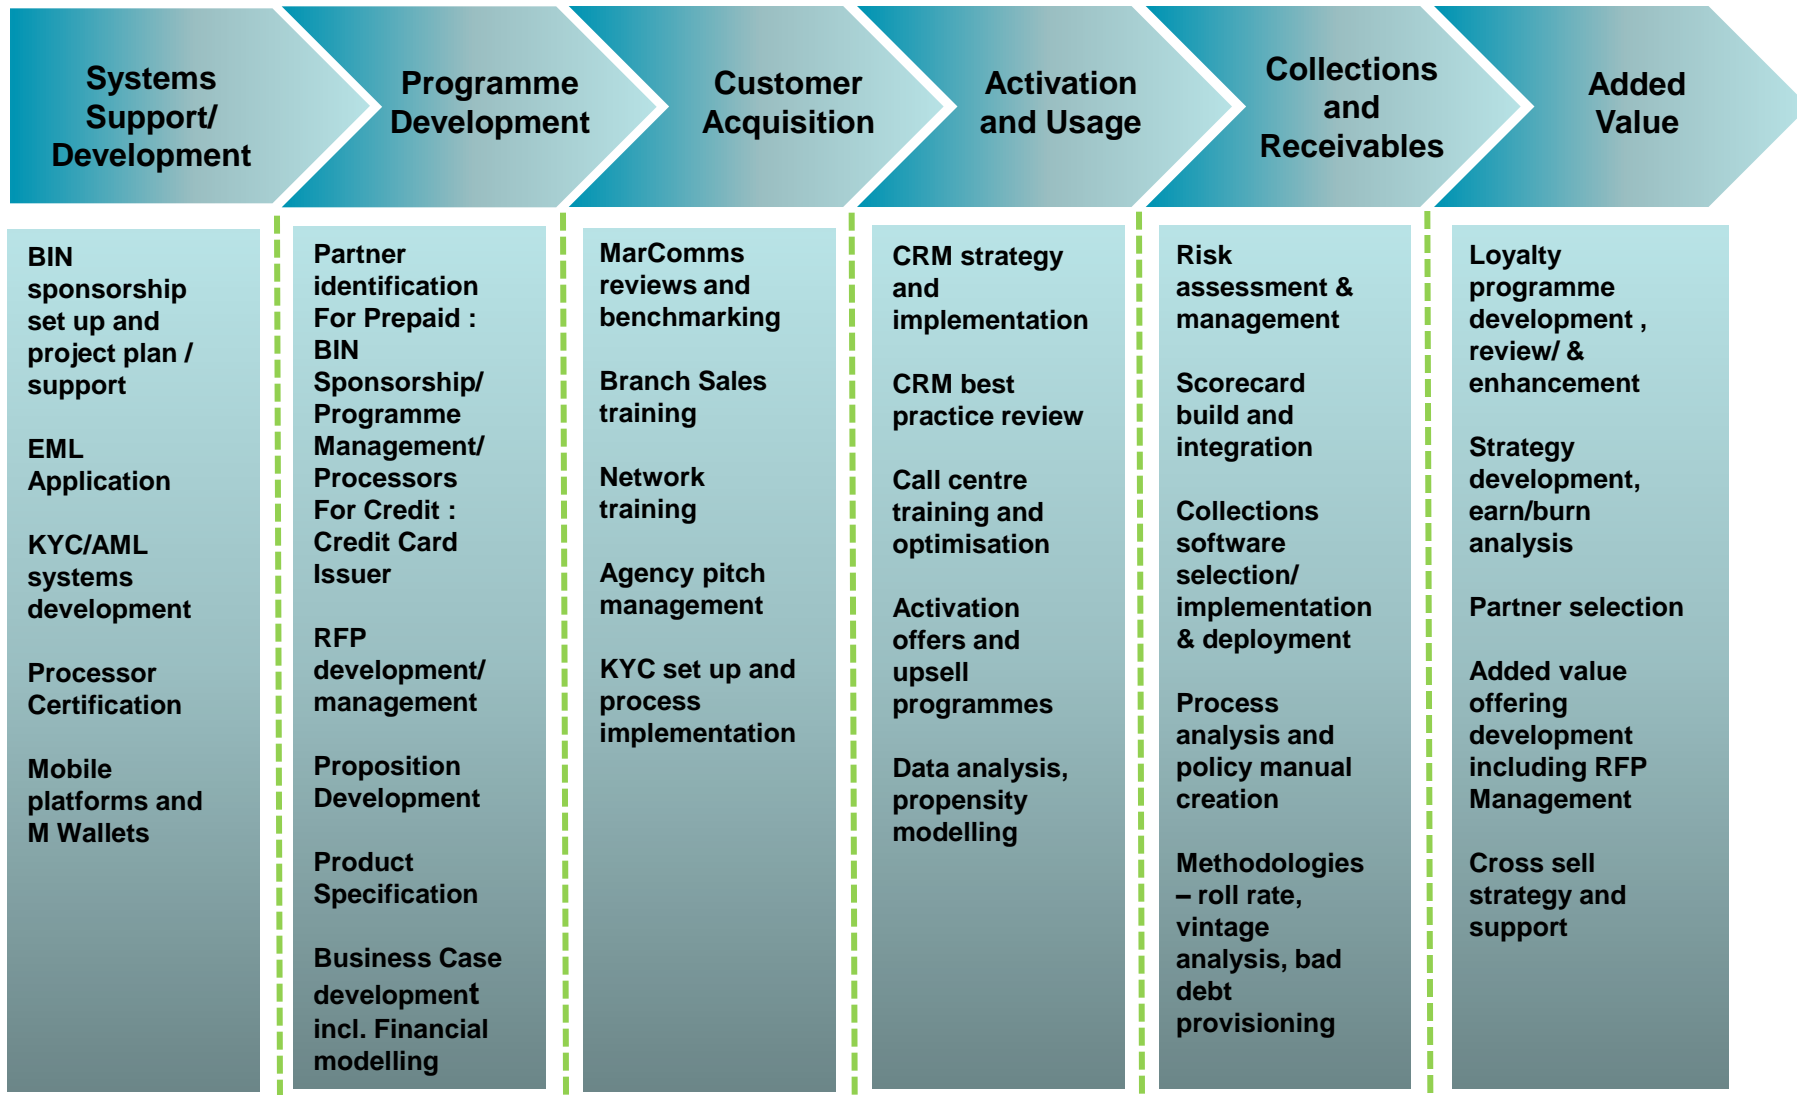 Systems
Support/
Development
Programme
Development
Customer
Acquisition
Activation
and Usage
Collections
and
Receivables
Added
Value
BIN
sponsorship
set up and
project plan /
support
EML
Application
KYC/AML
systems
development
Processor
Certification
Mobile
platforms and
M Wallets
Partner
identification
For Prepaid :
BIN
Sponsorship/
Programme
Management/
Processors
For Credit :
Credit Card
Issuer
RFP
development/
management
Proposition
Development
Product
Specification
Business Case
development
incl. Financial
modelling
MarComms
reviews and
benchmarking
Branch Sales
training
Network
training
Agency pitch
management
KYC set up and
process
implementation
CRM strategy
and
implementation
CRM best
practice review
Call centre
training and
optimisation
Activation
offers and
upsell
programmes
Data analysis,
propensity
modelling
Risk
assessment &
management
Scorecard
build and
integration
Collections
software
selection/
implementation
& deployment
Process
analysis and
policy manual
creation
Methodologies
– roll rate,
vintage
analysis, bad
debt
provisioning
Loyalty
programme
development ,
review/ &
enhancement
Strategy
development,
earn/burn
analysis
Partner selection
Added value
offering
development
including RFP
Management
Cross sell
strategy and
support